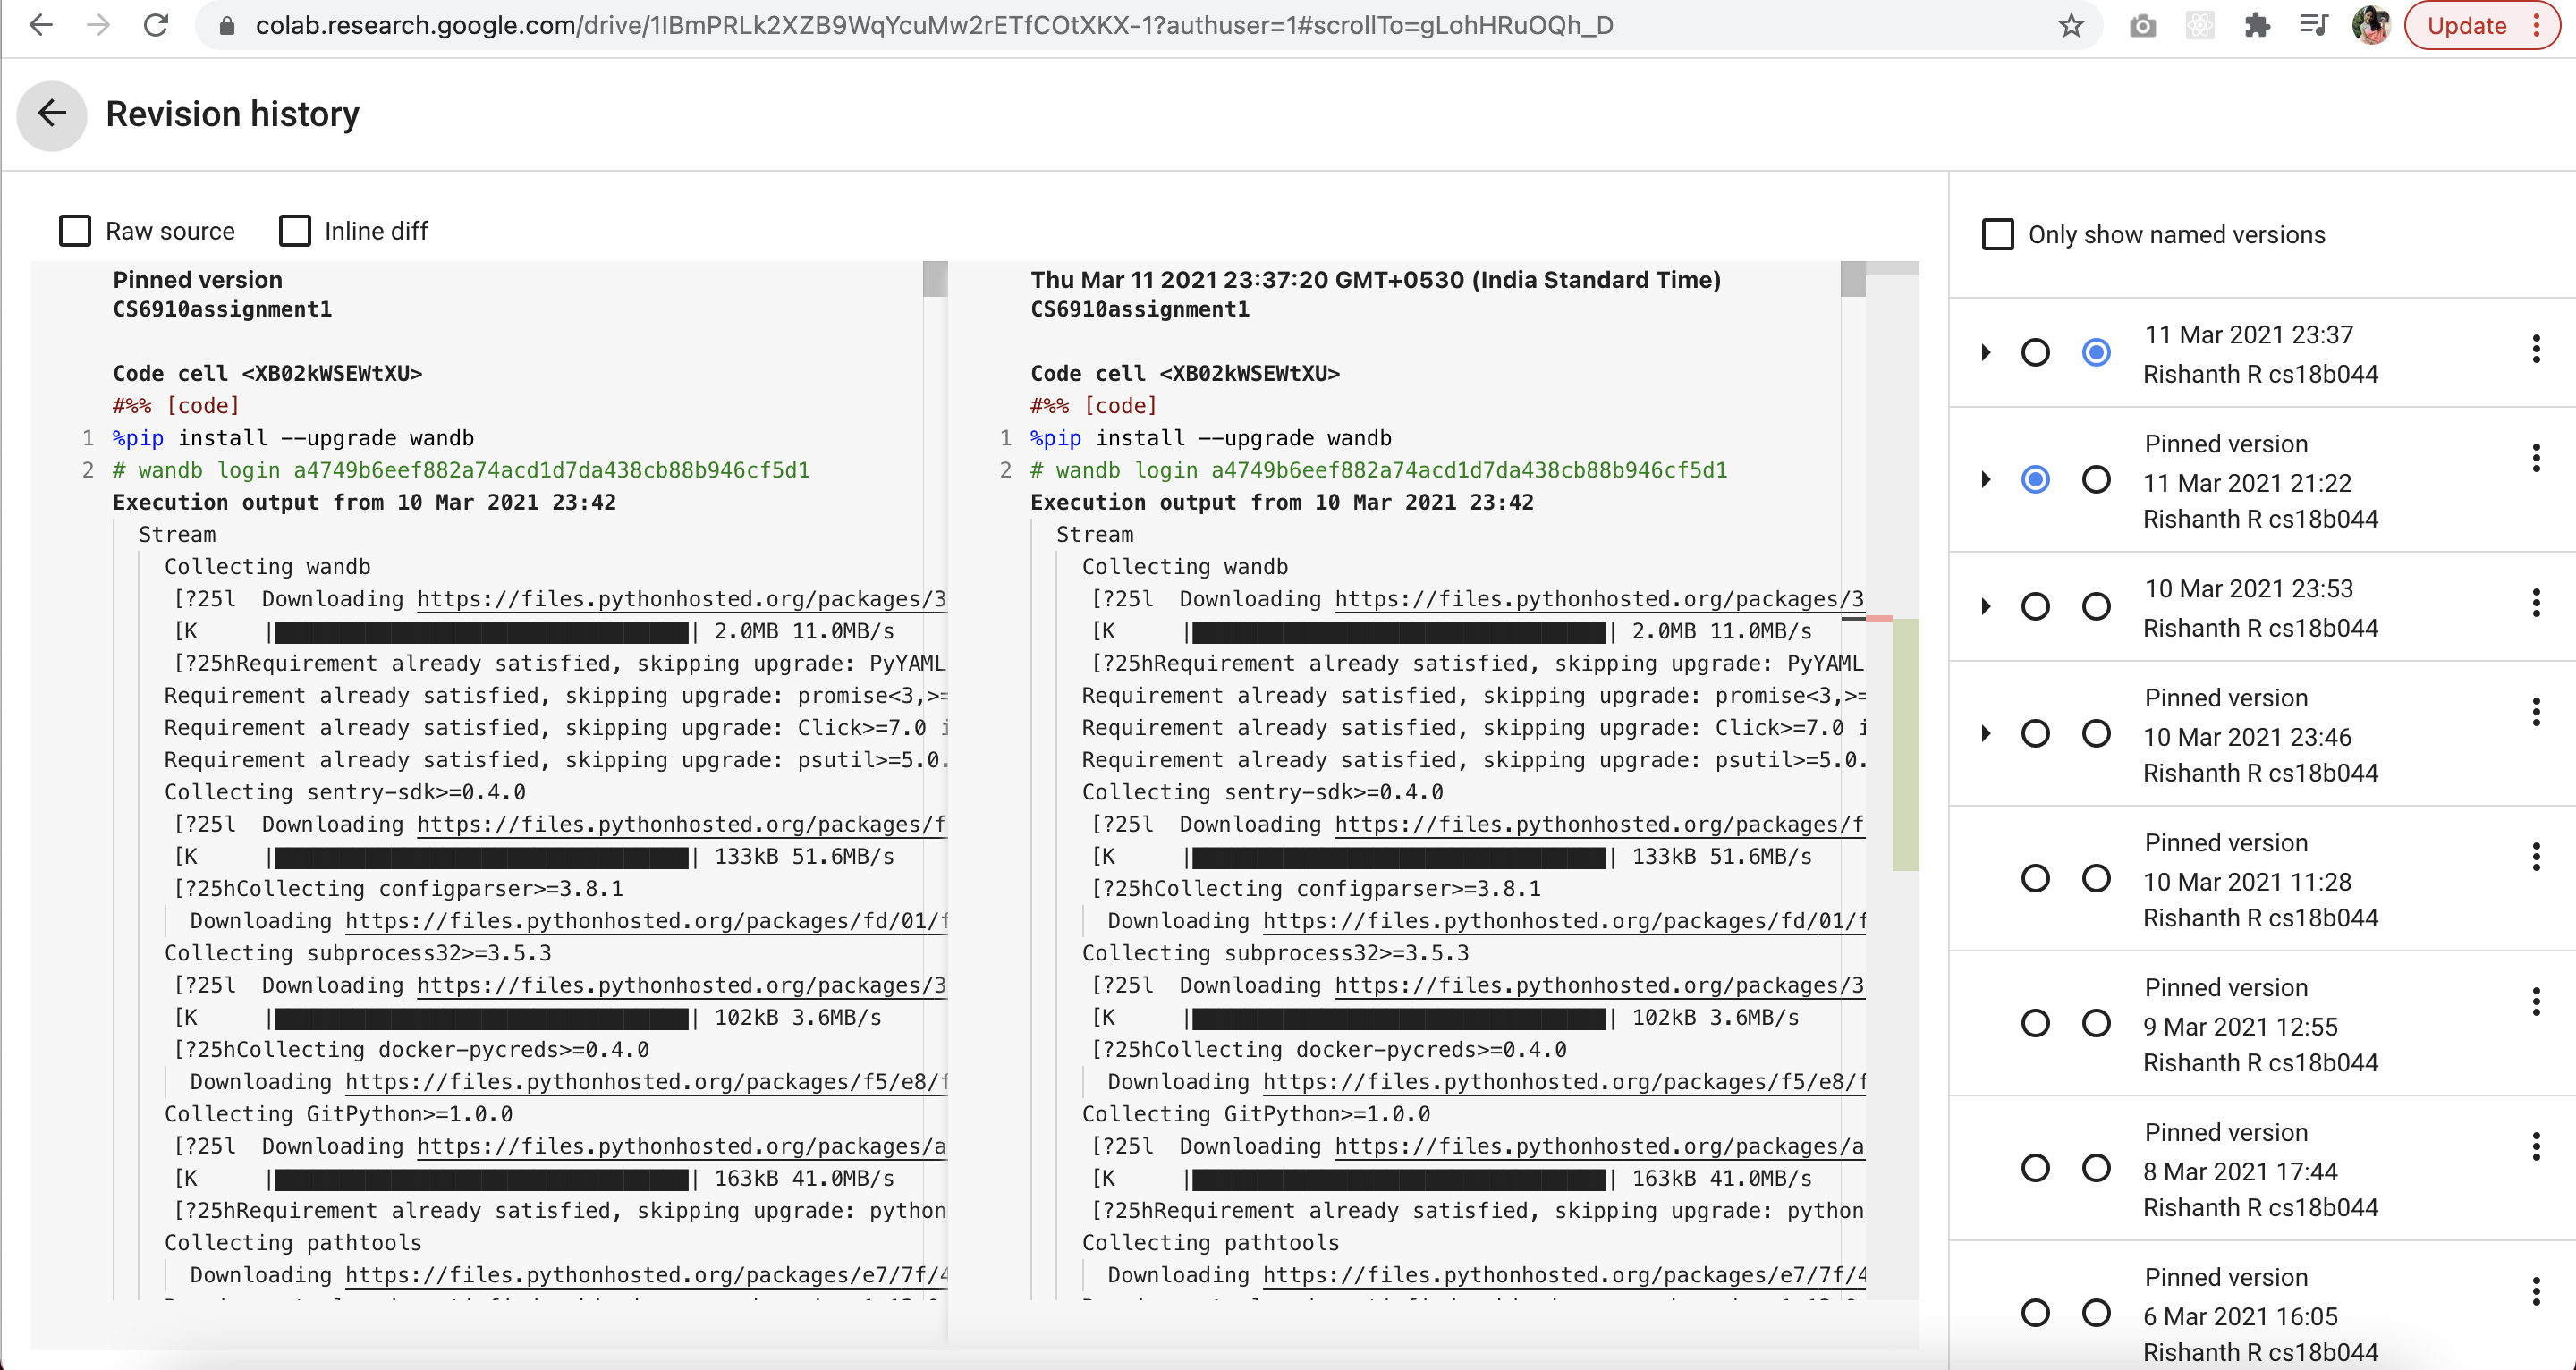 colab.research.google.com/drive/1IBmPRLk2XZB9WqYcuMw2rETfCOtXKX-1?authuser=1#scrollTo=gLohHRuOQh_D
Update
Revision history
Raw source
Inline diff
Pinned version
CS6910assignment1
Code cell <XB02kWSEWtXU>
#%% [code]
1 %pip install --upgrade wandb
2 # wandb login a4749b6eef882a74acd1d7da438cb88b946cf5d1
Execution output from 10 Mar 2021 23:42
Stream
Collecting wandb
[?25l Downloading https://files.pythonhosted.org/packages/3
[K |████████████████████████████████| 2.0MB 11.0MB/s
[?25hRequirement already satisfied, skipping upgrade: PyYAML
Requirement already satisfied, skipping upgrade: promise<3,>=
Requirement already satisfied, skipping upgrade: Click>=7.0 i
Requirement already satisfied, skipping upgrade: psutil>=5.0.
Collecting sentry-sdk>=0.4.0
[?25l Downloading https://files.pythonhosted.org/packages/f
[K |████████████████████████████████| 133kB 51.6MB/s
[?25hCollecting configparser>=3.8.1
Downloading https://files.pythonhosted.org/packages/fd/01/f
Collecting subprocess32>=3.5.3
[?25l Downloading https://files.pythonhosted.org/packages/3
[K |████████████████████████████████| 102kB 3.6MB/s
[?25hCollecting docker-pycreds>=0.4.0
Downloading https://files.pythonhosted.org/packages/f5/e8/f
Collecting GitPython>=1.0.0
[?25l Downloading https://files.pythonhosted.org/packages/a
[K |████████████████████████████████| 163kB 41.0MB/s
[?25hRequirement already satisfied, skipping upgrade: python
Collecting pathtools
Downloading https://files.pythonhosted.org/packages/e7/7f/4
Thu Mar 11 2021 23:37:20 GMT+0530 (India Standard Time)
CS6910assignment1
Code cell <XB02kWSEWtXU>
#%% [code]
1 %pip install --upgrade wandb
2 # wandb login a4749b6eef882a74acd1d7da438cb88b946cf5d1
Execution output from 10 Mar 2021 23:42
Stream
Collecting wandb
[?25l Downloading https://files.pythonhosted.org/packages/3
[K |████████████████████████████████| 2.0MB 11.0MB/s
[?25hRequirement already satisfied, skipping upgrade: PyYAML
Requirement already satisfied, skipping upgrade: promise<3,>=
Requirement already satisfied, skipping upgrade: Click>=7.0 i
Requirement already satisfied, skipping upgrade: psutil>=5.0.
Collecting sentry-sdk>=0.4.0
[?25l Downloading https://files.pythonhosted.org/packages/f
[K |████████████████████████████████| 133kB 51.6MB/s
[?25hCollecting configparser>=3.8.1
Downloading https://files.pythonhosted.org/packages/fd/01/f
Collecting subprocess32>=3.5.3
[?25l Downloading https://files.pythonhosted.org/packages/3
[K |████████████████████████████████| 102kB 3.6MB/s
[?25hCollecting docker-pycreds>=0.4.0
Downloading https://files.pythonhosted.org/packages/f5/e8/f
Collecting GitPython>=1.0.0
[?25l Downloading https://files.pythonhosted.org/packages/a
[K |████████████████████████████████| 163kB 41.0MB/s
[?25hRequirement already satisfied, skipping upgrade: python
Collecting pathtools
Downloading https://files.pythonhosted.org/packages/e7/7f/4
Only show named versions
11 Mar 2021 23:37
Rishanth R cs18b044
Pinned version
11 Mar 2021 21:22
Rishanth R cs18b044
10 Mar 2021 23:53
Rishanth R cs18b044
Pinned version
10 Mar 2021 23:46
Rishanth R cs18b044
Pinned version
10 Mar 2021 11:28
Rishanth R cs18b044
Pinned version
9 Mar 2021 12:55
Rishanth R cs18b044
Pinned version
8 Mar 2021 17:44
Rishanth R cs18b044
Pinned version
6 Mar 2021 16:05
Rishanth R cs18b044